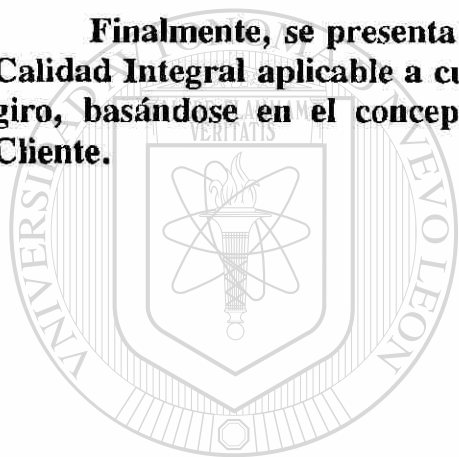 Finalmente, se presenta
Calidad Integral aplicable a cu
giro, basándose en el concep
Cliente.
VERITATIS